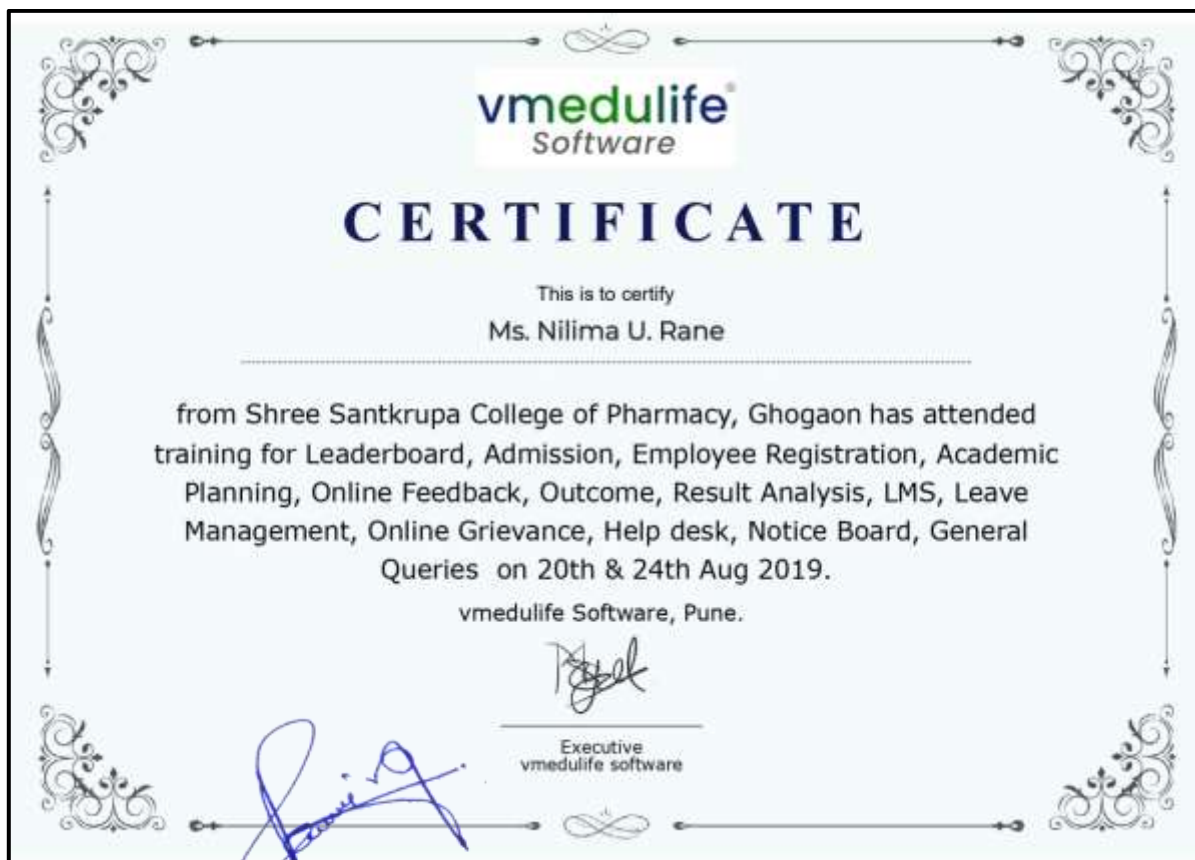 vmedulife®
Software
CERTIFICATE
This is to certify
Ms. Nilima U. Rane
from Shree Santkrupa College of Pharmacy, Ghogaon has attended
training for Leaderboard, Admission, Employee Registration, Academic
Planning, Online Feedback, Outcome, Result Analysis, LMS, Leave
Management, Online Grievance, Help desk, Notice Board, General
Queries on 20th & 24th Aug 2019.
vmedulife Software, Pune.
Executive
vmedulife software